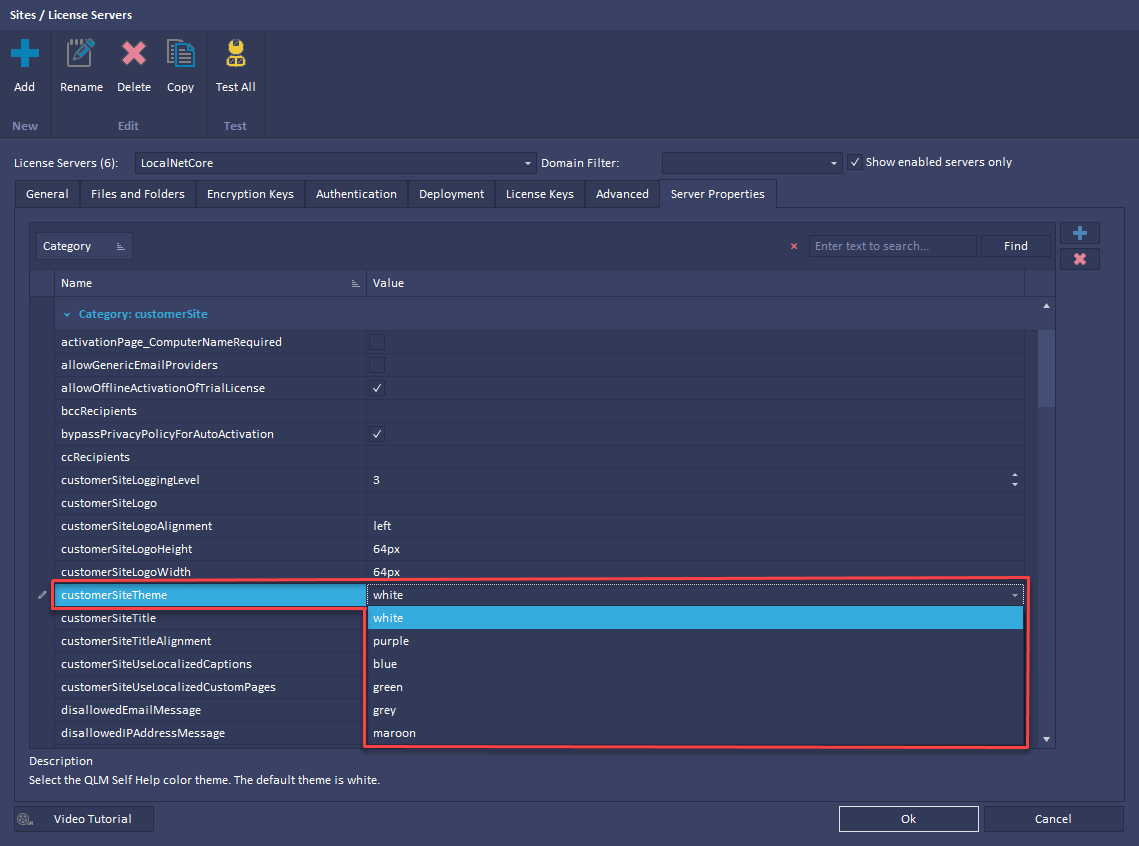 Sites / License Servers
Add Rename Delete Copy Test All
New Edit Test
License Servers (6): LocalNetCore Domain Filter: Show enabled servers only
General Files and Folders Encryption Keys Authentication Deployment License Keys Advanced Server Properties
Category Enter text to search... Find
Name Value
Category: customerSite
activationPage_ComputerNameRequired
allowGenericEmailProviders
allowOfflineActivationOfTrialLicense
bccRecipients
bypassPrivacyPolicyForAutoActivation
ccRecipients
customerSiteLoggingLevel 3
customerSiteLogo
customerSiteLogoAlignment left
customerSiteLogoHeight 64px
customerSiteLogoWidth 64px
customerSiteTheme white
customerSiteTitle white
customerSiteTitleAlignment purple
customerSiteUseLocalizedCaptions blue
customerSiteUseLocalizedCustomPages green
disallowedEmailMessage grey
disallowedIPAddressMessage maroon
Description
Select the QLM Self Help color theme. The default theme is white.
Video Tutorial Ok Cancel